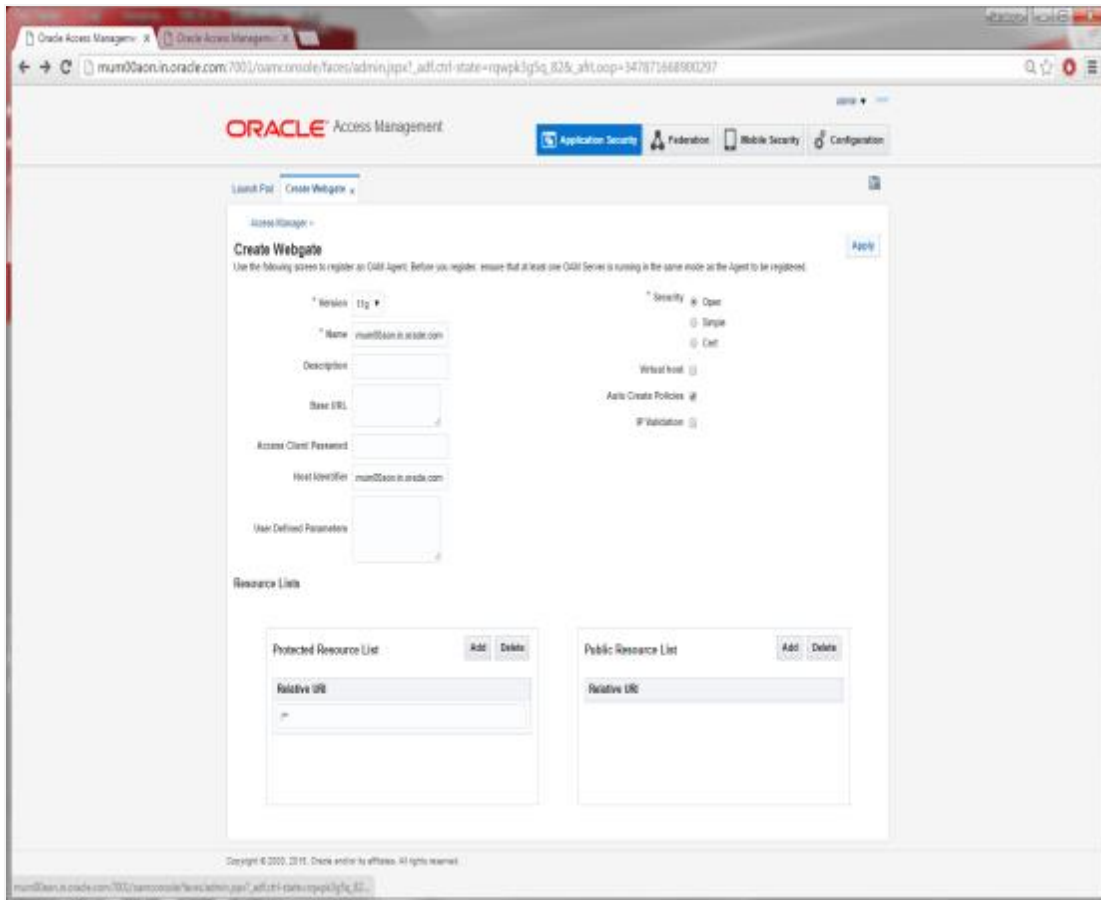 Oracle Access Manageme X
Oracle Access Manageme X
mum00aon.in.oracle.com:7001/oamconsole/faces/admin.jspx?_adf.ctrl-state=rqwpk3g5q_82&_afrLoop=347871668980297
ORACLE Access Management
Application Security
Federation
Mobile Security
Configuration
Launch Pad
Create Webgate x
Access Manager >
Create Webgate
Apply
Use the following screen to register an OAM Agent. Before you register, ensure that at least one OAM Server is running in the same mode as the Agent to be registered.
* Version 11g
* Name mum00aon.in.oracle.com
Description
Base URL
Access Client Password
Host Identifier mum00aon.in.oracle.com
User Defined Parameters
* Security Open
Simple
Cert
Virtual host
Auto Create Policies
IP Validation
Resource Lists
Protected Resource List Add Delete
Relative URI
Public Resource List Add Delete
Relative URI
Copyright © 2000, 2015, Oracle and/or its affiliates. All rights reserved.